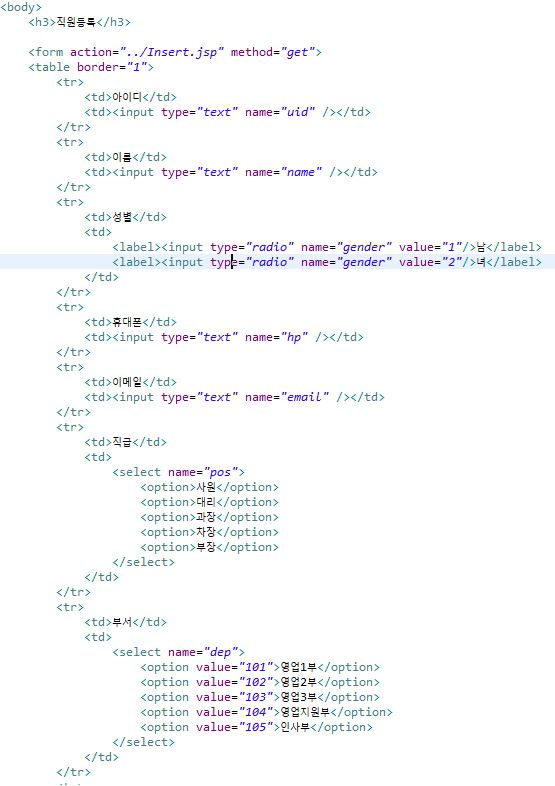 <body>
<h3>직원등록</h3>
<form action="../Insert.jsp" method="get">
<table border="1">
<tr>
<td>아이디</td>
<td><input type="text" name="uid" /></td>
</tr>
<tr>
<td>이름</td>
<td><input type="text" name="name" /></td>
</tr>
<tr>
<td>성별</td>
<td>
<label><input type="radio" name="gender" value="1"/>남</label>
<label><input type="radio" name="gender" value="2"/>녀</label>
</td>
</tr>
<tr>
<td>휴대폰</td>
<td><input type="text" name="hp" /></td>
</tr>
<tr>
<td>이메일</td>
<td><input type="text" name="email" /></td>
</tr>
<tr>
<td>직급</td>
<td>
<select name="pos">
<option>사원</option>
<option>대리</option>
<option>과장</option>
<option>차장</option>
<option>부장</option>
</select>
</td>
</tr>
<tr>
<td>부서</td>
<td>
<select name="dep">
<option value="101">영업1부</option>
<option value="102">영업2부</option>
<option value="103">영업3부</option>
<option value="104">영업지원부</option>
<option value="105">인사부</option>
</select>
</td>
</tr>